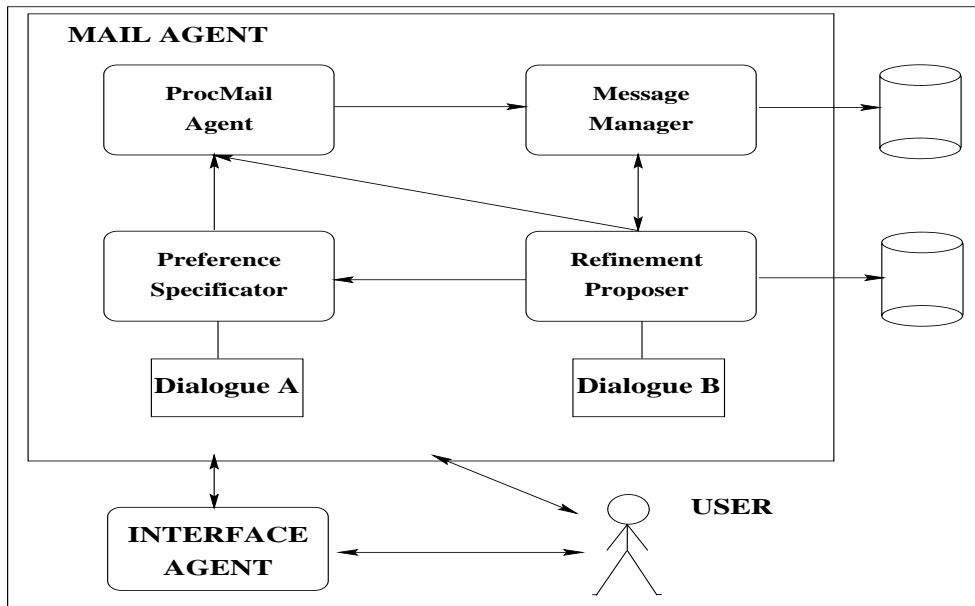 MAIL AGENT
ProcMail
Agent
Message
Manager
Preference
Specificator
Refinement
Proposer
Dialogue A
Dialogue B
INTERFACE
AGENT
USER